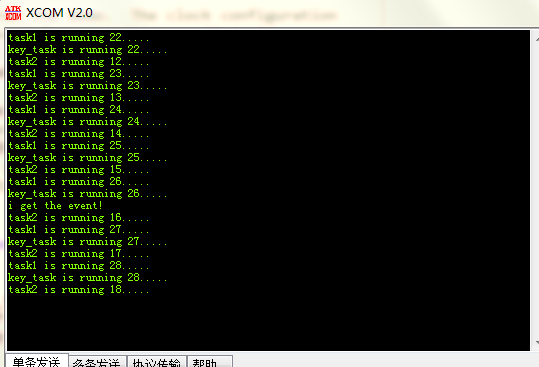 ATK
XCOM
XCOM V2.0
task1 is running 22.....
key_task is running 22.....
task2 is running 12.....
task1 is running 23.....
key_task is running 23.....
task2 is running 13.....
task1 is running 24.....
key_task is running 24.....
task2 is running 14.....
task1 is running 25.....
key_task is running 25.....
task2 is running 15.....
task1 is running 26.....
key_task is running 26.....
i get the event!
task2 is running 16.....
task1 is running 27.....
key_task is running 27.....
task2 is running 17.....
task1 is running 28.....
key_task is running 28.....
task2 is running 18.....
单条发送 多条发送 协议传输 帮助